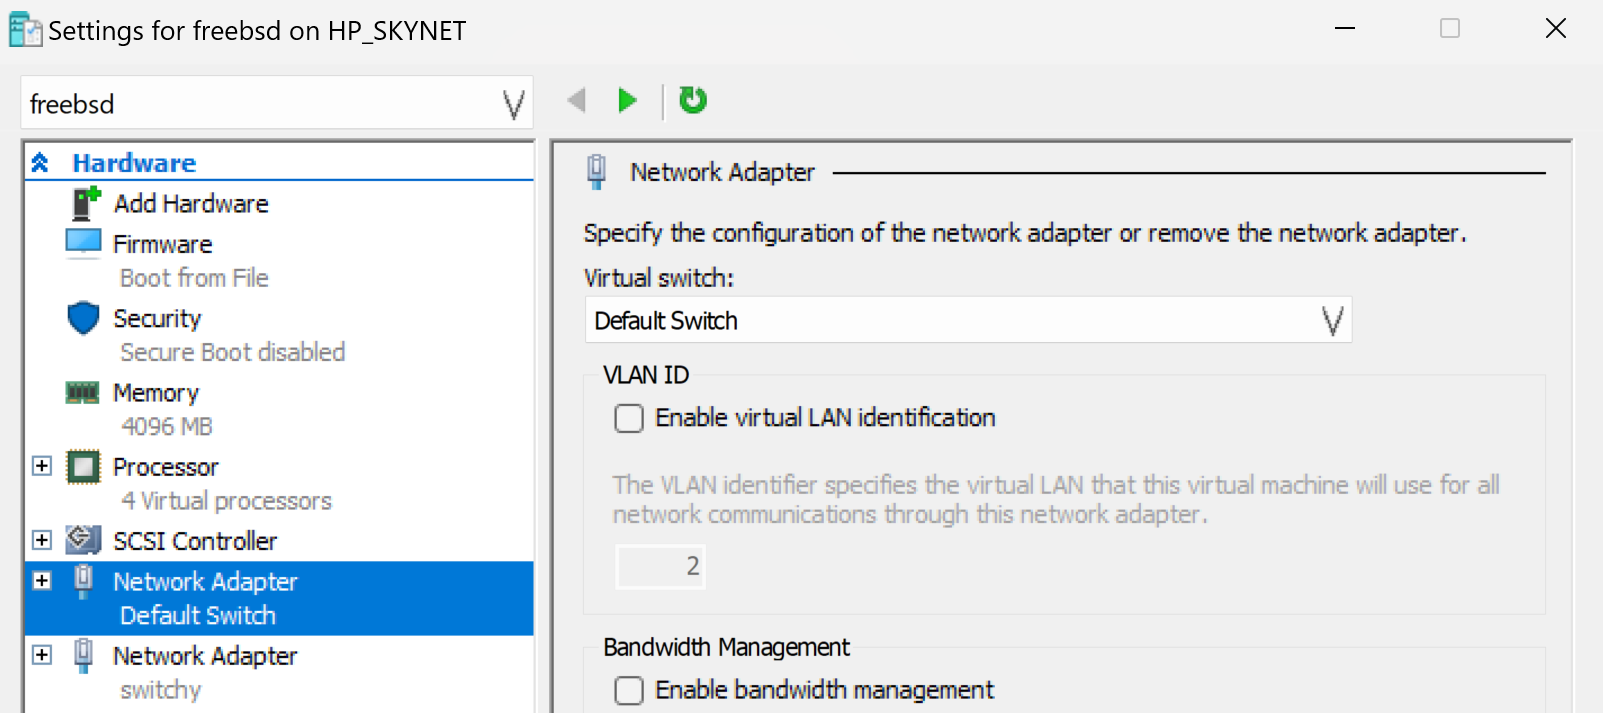 Settings for freebsd on HP_SKYNET
freebsd
Hardware
Add Hardware
Firmware
Boot from File
Security
Secure Boot disabled
Memory
4096 MB
Processor
4 Virtual processors
SCSI Controller
Network Adapter
Default Switch
Network Adapter
switchy
Network Adapter
Specify the configuration of the network adapter or remove the network adapter.
Virtual switch:
Default Switch
VLAN ID
Enable virtual LAN identification
The VLAN identifier specifies the virtual LAN that this virtual machine will use for all
network communications through this network adapter.
2
Bandwidth Management
Enable bandwidth management